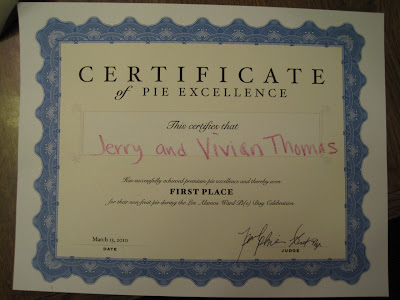 CERTIFICATE
of PIE EXCELLENCE
This certifies that
Jerry and Vivian Thomas
Has successfully achieved premium pie excellence and thereby won
FIRST PLACE
for their own fruit pie during the Los Alamos Ward Pi(e) Day Celebration
March 13, 2010
DATE
JUDGE